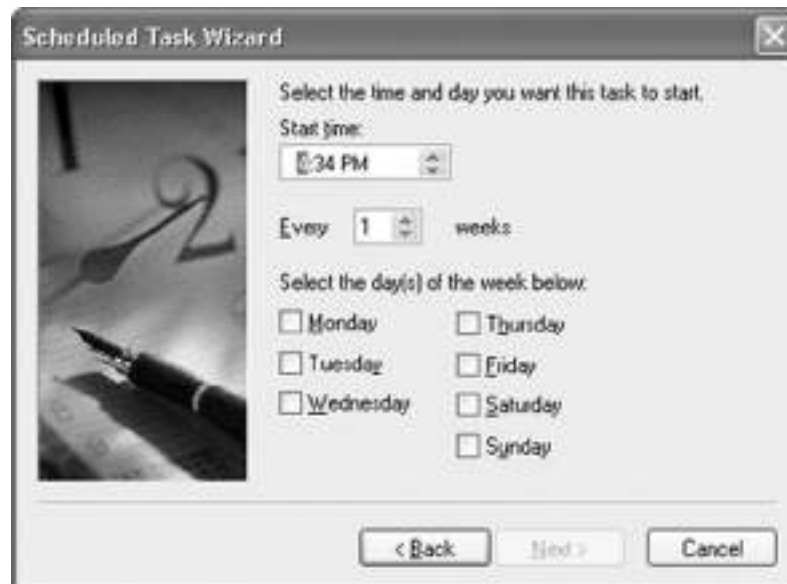 Scheduled Task Wizard
Select the time and day you want this task to start.
Start time:
:34 PM
Every 1 weeks
Select the day(s) of the week below:
Monday Thursday
Tuesday Friday
Wednesday Saturday
Sunday
< Back Next > Cancel
2